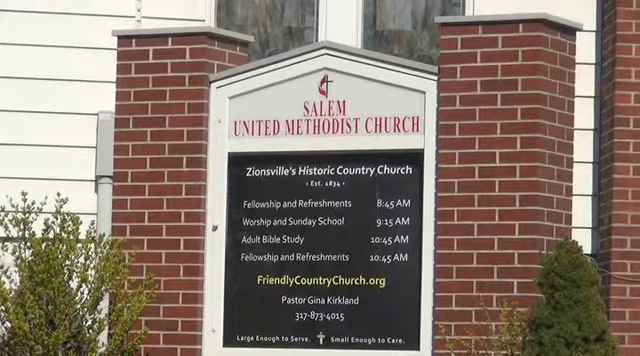 SALEM
UNITED METHODIST CHURCH
Zionsville's Historic Country Church
• Est. 1834 •
Fellowship and Refreshments 8:45 AM
Worship and Sunday School 9:15 AM
Adult Bible Study 10:45 AM
Fellowship and Refreshments 10:45 AM
FriendlyCountryChurch.org
Pastor Gina Kirkland
317-873-4015
Large Enough to Serve. Small Enough to Care.